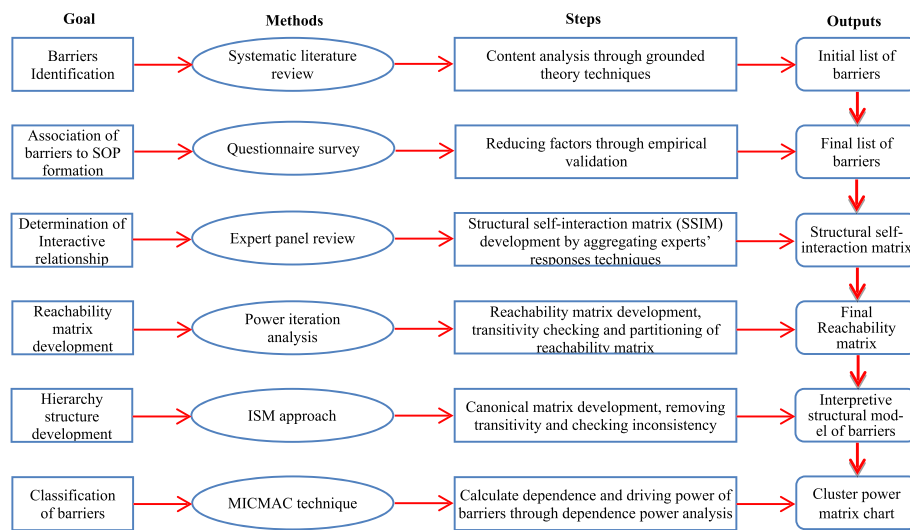 Goal Methods Steps Outputs
Barriers
Identification
Systematic literature
review
Content analysis through grounded
theory techniques
Initial list of
barriers
Association of
barriers to SOP
formation
Questionnaire survey
Reducing factors through empirical
validation
Final list of
barriers
Determination of
Interactive
relationship
Expert panel review
Structural self-interaction matrix (SSIM)
development by aggregating experts’
responses techniques
Structural self-
interaction matrix
Reachability
matrix
development
Power iteration
analysis
Reachability matrix development,
transitivity checking and partitioning of
reachability matrix
Final
Reachability
matrix
Hierarchy
structure
development
ISM approach
Canonical matrix development, removing
transitivity and checking inconsistency
Interpretive
structural mod-
el of barriers
Classification
of barriers
MICMAC technique
Calculate dependence and driving power of
barriers through dependence power analysis
Cluster power
matrix chart